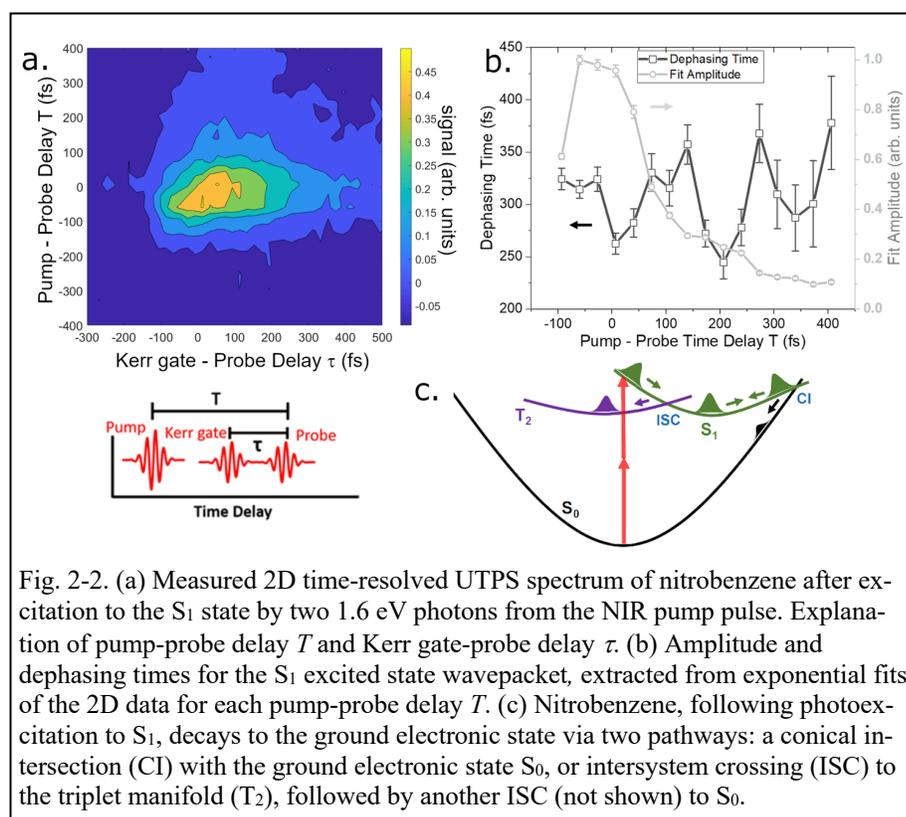 a.
400
300
200
100
0
-100
-200
-300
-400
Pump - Probe Delay T (fs)
-300 -200 -100 0 100 200 300 400 500
Kerr gate - Probe Delay τ (fs)
0.45
0.4
0.35
0.3
0.25
0.2
0.15
0.1
0.05
0
-0.05
signal (arb. units)
b.
450
400
350
300
250
200
Dephasing Time (fs)
Dephasing Time
Fit Amplitude
1.0
0.8
0.6
0.4
0.2
0.0
Fit Amplitude (arb. units)
-100 0 100 200 300 400
Pump - Probe Time Delay T (fs)
T
Pump Kerr gate Probe
τ
Time Delay
c.
T2 ISC S1 CI
S0
Fig. 2-2. (a) Measured 2D time-resolved UTPS spectrum of nitrobenzene after ex-
citation to the S1 state by two 1.6 eV photons from the NIR pump pulse. Explana-
tion of pump-probe delay T and Kerr gate-probe delay τ. (b) Amplitude and
dephasing times for the S1 excited state wavepacket, extracted from exponential fits
of the 2D data for each pump-probe delay T. (c) Nitrobenzene, following photoex-
citation to S1, decays to the ground electronic state via two pathways: a conical in-
tersection (CI) with the ground electronic state S0, or intersystem crossing (ISC) to
the triplet manifold (T2), followed by another ISC (not shown) to S0.